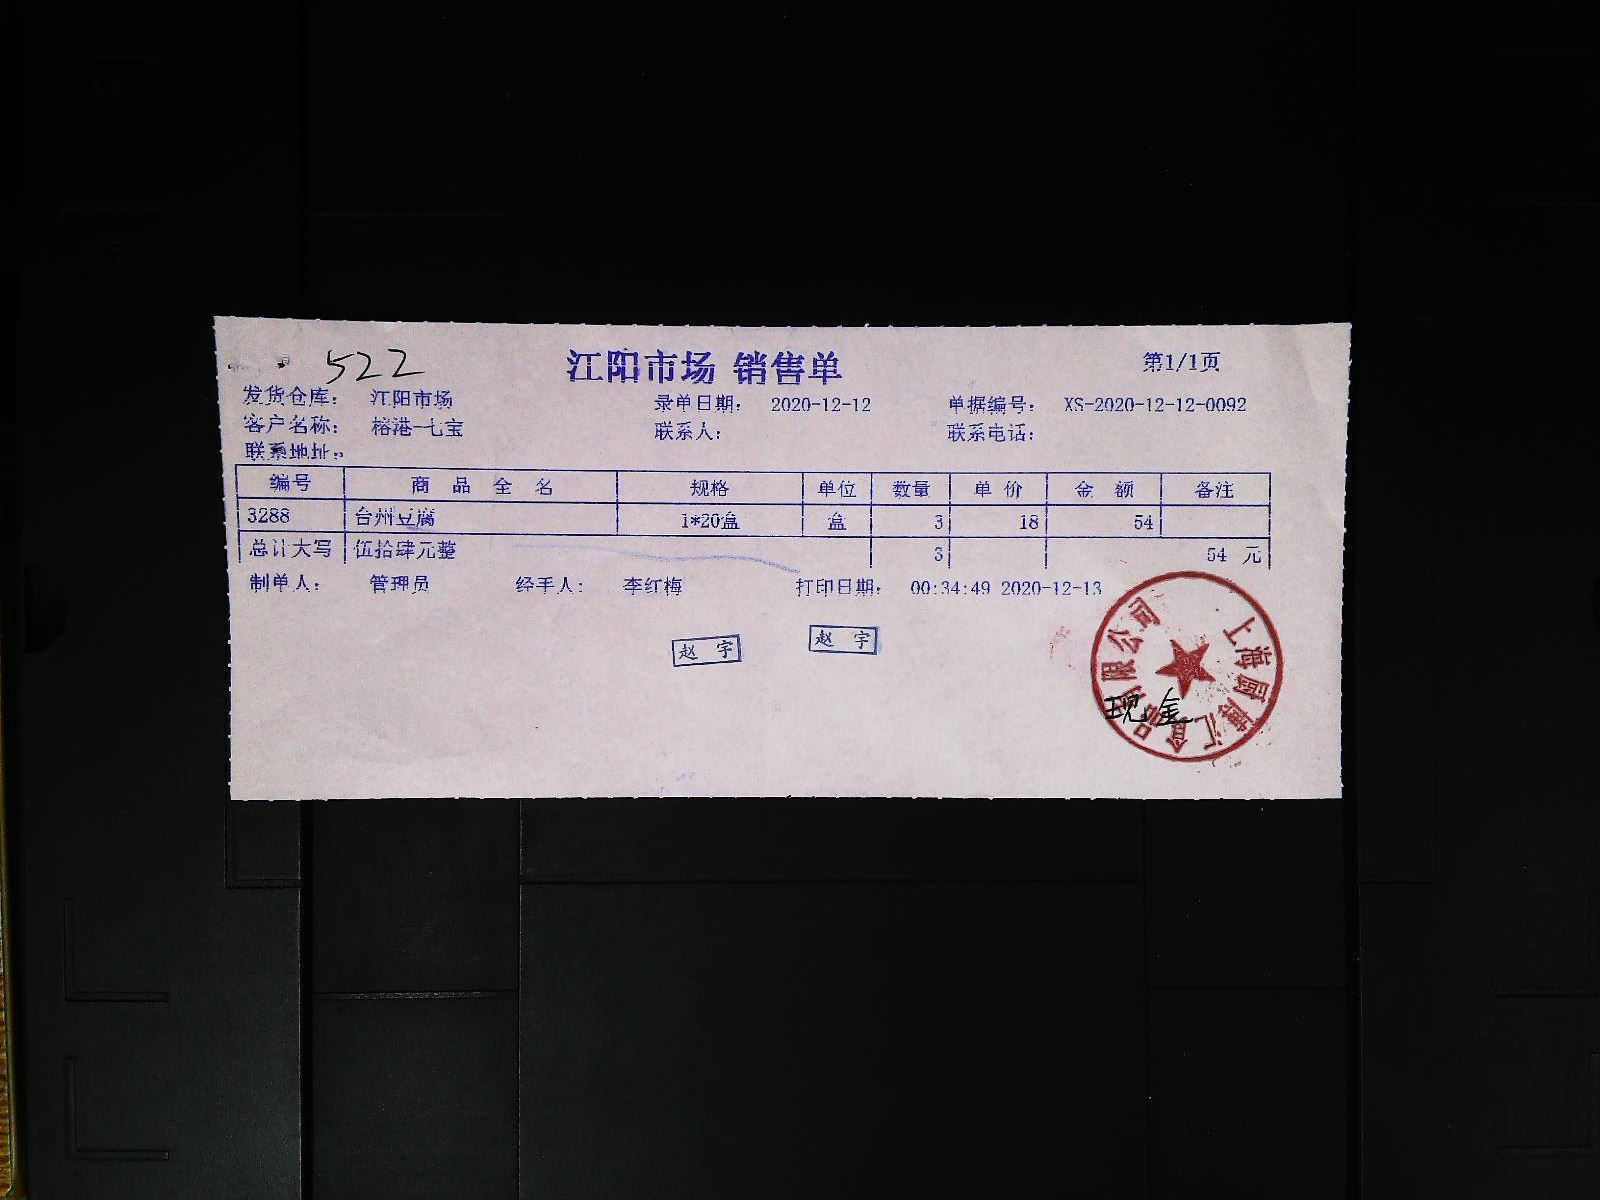 522
江阳市场 销售单
第1/1页
发货仓库: 江阳市场 录单日期: 2020-12-12 单据编号: XS-2020-12-12-0092
客户名称: 榕港-七宝 联系人: 联系电话:
联系地址:
编号 商品全名 规格 单位 数量 单价 金额 备注
3288 台州豆腐 1*20盒 盒 3 18 54
总计大写 伍拾肆元整 3 54 元
制单人: 管理员 经手人: 李红梅 打印日期: 00:34:49 2020-12-13
赵 宇
赵 宇
上海 博汇食品有限公司
现金